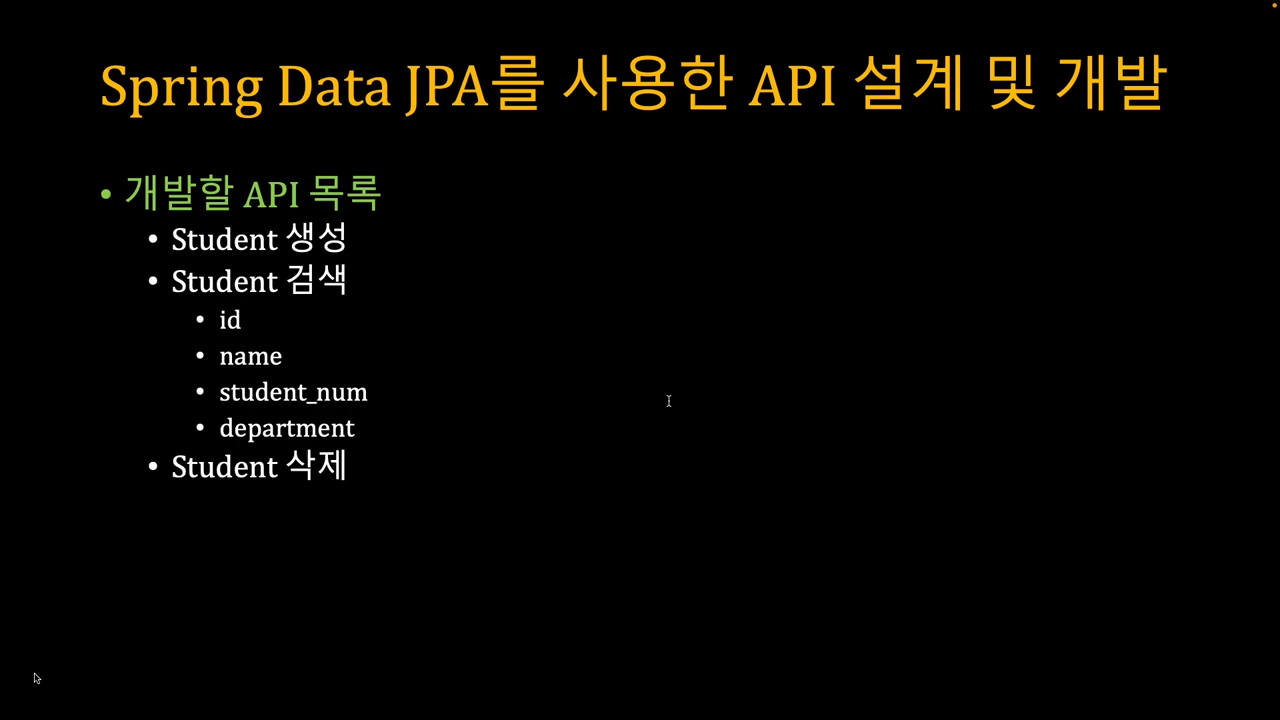 Spring Data JPA를 사용한 API 설계 및 개발
• 개발할 API 목록
• Student 생성
• Student 검색
• id
• name
• student_num
• department
• Student 삭제